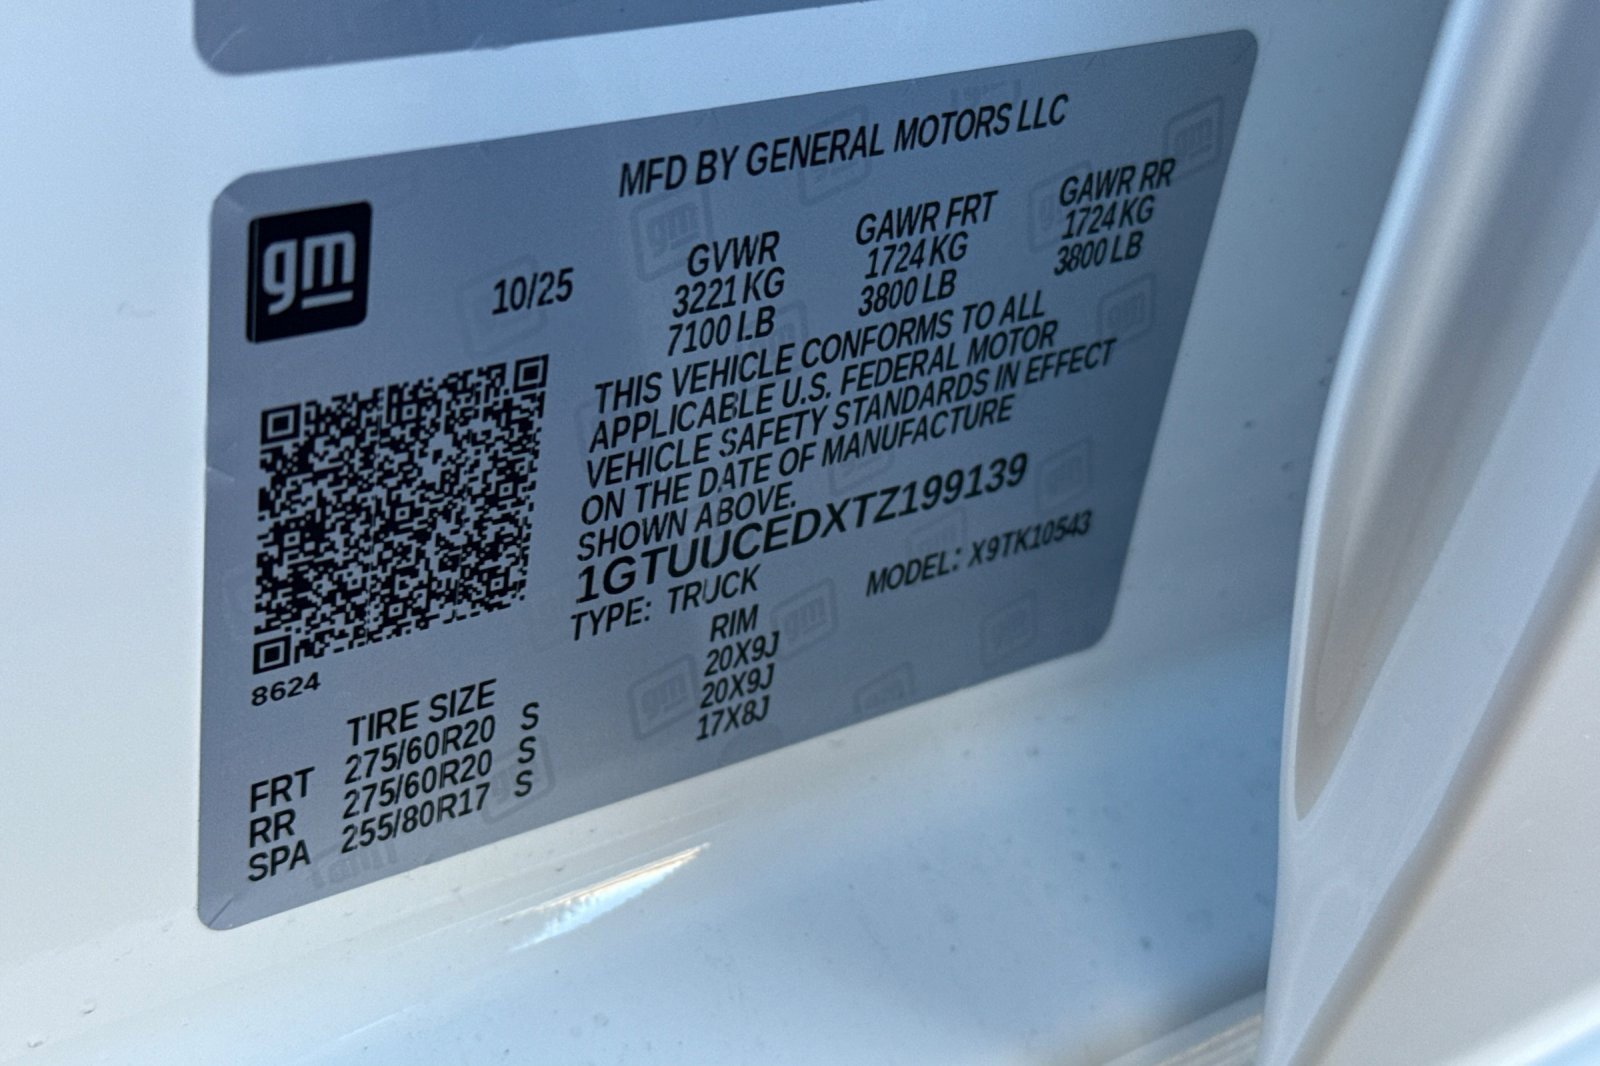 MFD BY GENERAL MOTORS LLC
gm
10/25
GVWR
3221 KG
7100 LB
GAWR FRT
1724 KG
3800 LB
GAWR RR
1724 KG
3800 LB
THIS VEHICLE CONFORMS TO ALL
APPLICABLE U.S. FEDERAL MOTOR
VEHICLE SAFETY STANDARDS IN EFFECT
ON THE DATE OF MANUFACTURE
SHOWN ABOVE.
1GTUUCEDXTZ199139
TYPE: TRUCK MODEL: X9TK10543
8624
TIRE SIZE RIM
FRT 275/60R20 S 20X9J
RR 275/60R20 S 20X9J
SPA 255/80R17 S 17X8J